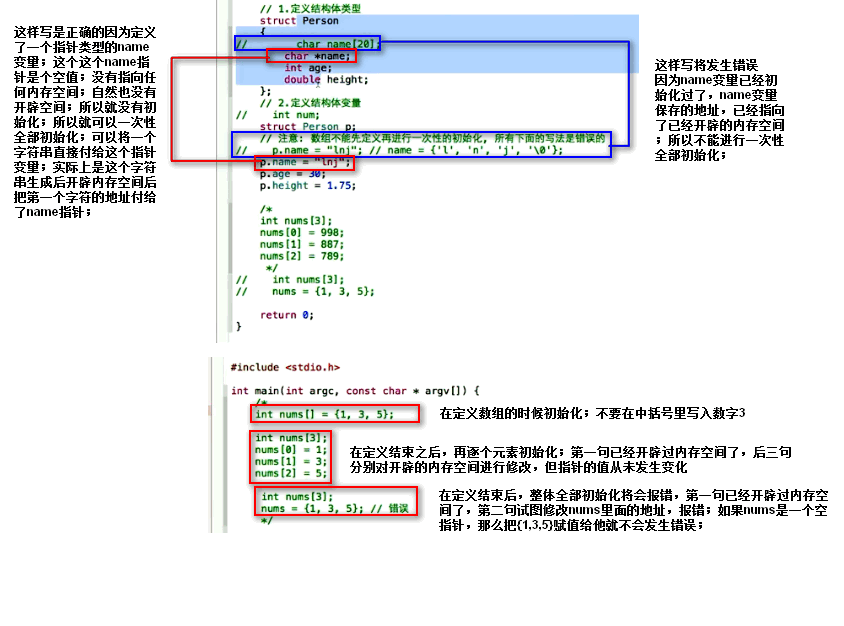 这样写是正确的因为定义
了一个指针类型的name
变量；这个这个name指
针是个空值；没有指向任
何内存空间；自然也没有
开辟空间；所以就没有初
始化；所以就可以一次性
全部初始化；可以将一个
字符串直接付给这个指针
变量；实际上是这个字符
串生成后开辟内存空间后
把第一个字符的地址付给
了name指针；
// 1.定义结构体类型
struct Person
{
//      char name[20];
char *name;
int age;
double height;
};
// 2.定义结构体变量
//    int num;
struct Person p;
// 注意: 数组不能先定义再进行一次性的初始化, 所有下面的写法是错误的
//    p.name = "lnj"; // name = {'l', 'n', 'j', '\0'};
p.name = "lnj";
p.age = 30;
p.height = 1.75;
/*
int nums[3];
nums[0] = 998;
nums[1] = 887;
nums[2] = 789;
*/
//    int nums[3];
//    nums = {1, 3, 5};
return 0;
}
这样写将发生错误
因为name变量已经初
始化过了，name变量
保存的地址，已经指向
了已经开辟的内存空间
；所以不能进行一次性
全部初始化；
#include <stdio.h>
int main(int argc, const char * argv[]) {
/*
int nums[] = {1, 3, 5};
在定义数组的时候初始化；不要在中括号里写入数字3
int nums[3];
nums[0] = 1;
nums[1] = 3;
nums[2] = 5;
在定义结束之后，再逐个元素初始化；第一句已经开辟过内存空间了，后三句
分别对开辟的内存空间进行修改，但指针的值从未发生变化
int nums[3];
nums = {1, 3, 5}; // 错误
*/
在定义结束后，整体全部初始化将会报错，第一句已经开辟过内存空
间了，第二句试图修改nums里面的地址，报错；如果nums是一个空
指针，那么把{1,3,5}赋值给他就不会发生错误；